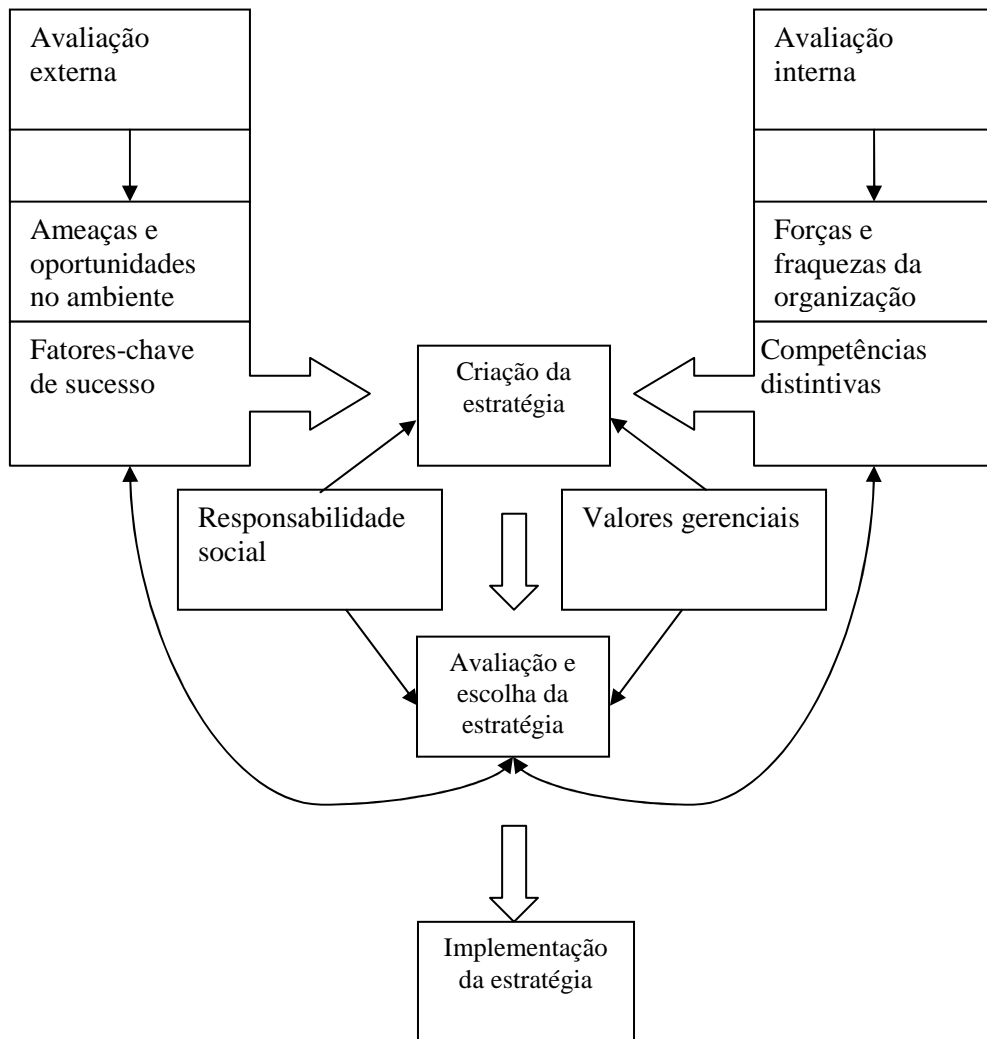 Avaliação
externa
Avaliação
interna
Ameaças e
oportunidades
no ambiente
Forças e
fraquezas da
organização
Fatores-chave
de sucesso
Competências
distintivas
Criação da
estratégia
Responsabilidade
social
Valores gerenciais
Avaliação e
escolha da
estratégia
Implementação
da estratégia